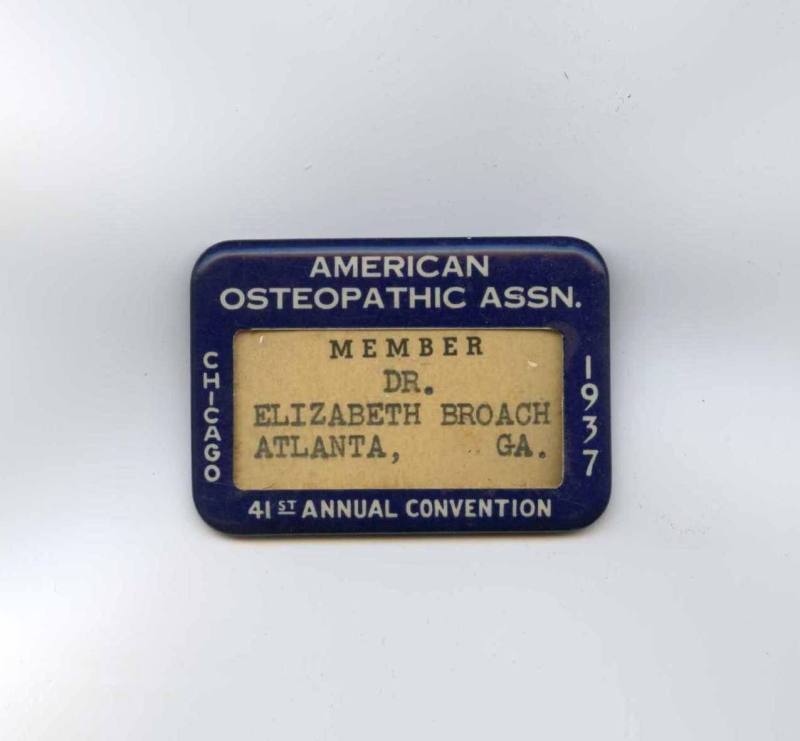 AMERICAN
OSTEOPATHIC ASSN.
CHICAGO
MEMBER
DR.
ELIZABETH BROACH
ATLANTA, GA.
1937
41ST ANNUAL CONVENTION